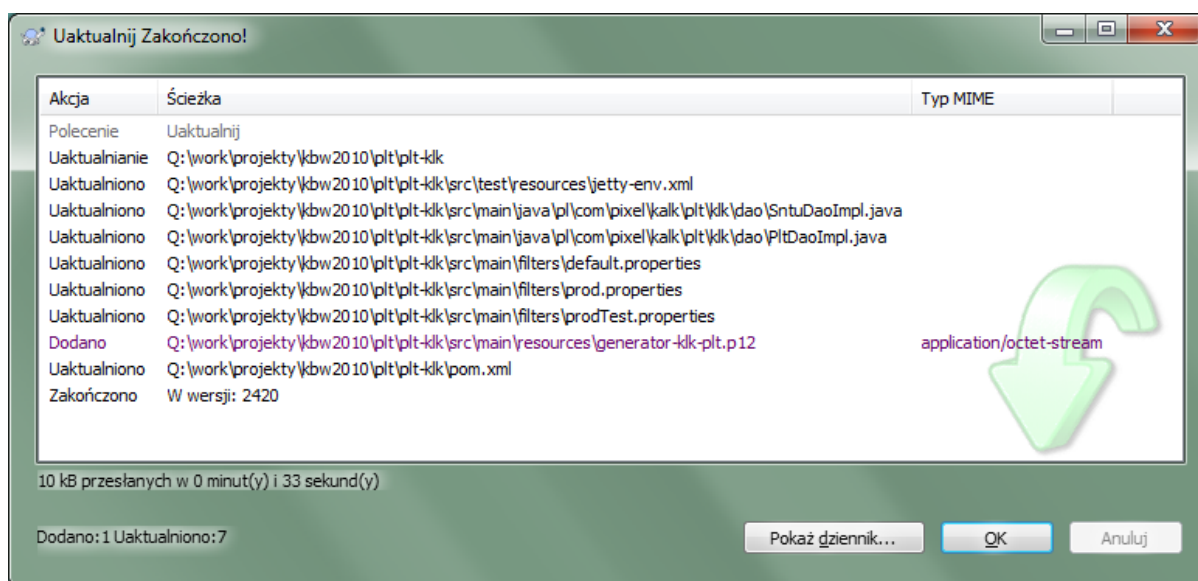 Uaktualnij Zakończono!
Akcja Ścieżka Typ MIME
Polecenie Uaktualnij
Uaktualnianie Q:\work\projekty\kbw2010\plt\plt-klk
Uaktualniono Q:\work\projekty\kbw2010\plt\plt-klk\src\test\resources\jetty-env.xml
Uaktualniono Q:\work\projekty\kbw2010\plt\plt-klk\src\main\java\pl\com\pixel\kalk\plt\klk\dao\SntuDaoImpl.java
Uaktualniono Q:\work\projekty\kbw2010\plt\plt-klk\src\main\java\pl\com\pixel\kalk\plt\klk\dao\PltDaoImpl.java
Uaktualniono Q:\work\projekty\kbw2010\plt\plt-klk\src\main\filters\default.properties
Uaktualniono Q:\work\projekty\kbw2010\plt\plt-klk\src\main\filters\prod.properties
Uaktualniono Q:\work\projekty\kbw2010\plt\plt-klk\src\main\filters\prodTest.properties
Dodano Q:\work\projekty\kbw2010\plt\plt-klk\src\main\resources\generator-klk-plt.p12 application/octet-stream
Uaktualniono Q:\work\projekty\kbw2010\plt\plt-klk\pom.xml
Zakończono W wersji: 2420
10 kB przesłanych w 0 minut(y) i 33 sekund(y)
Dodano:1 Uaktualniono:7 Pokaż dziennik... OK Anuluj